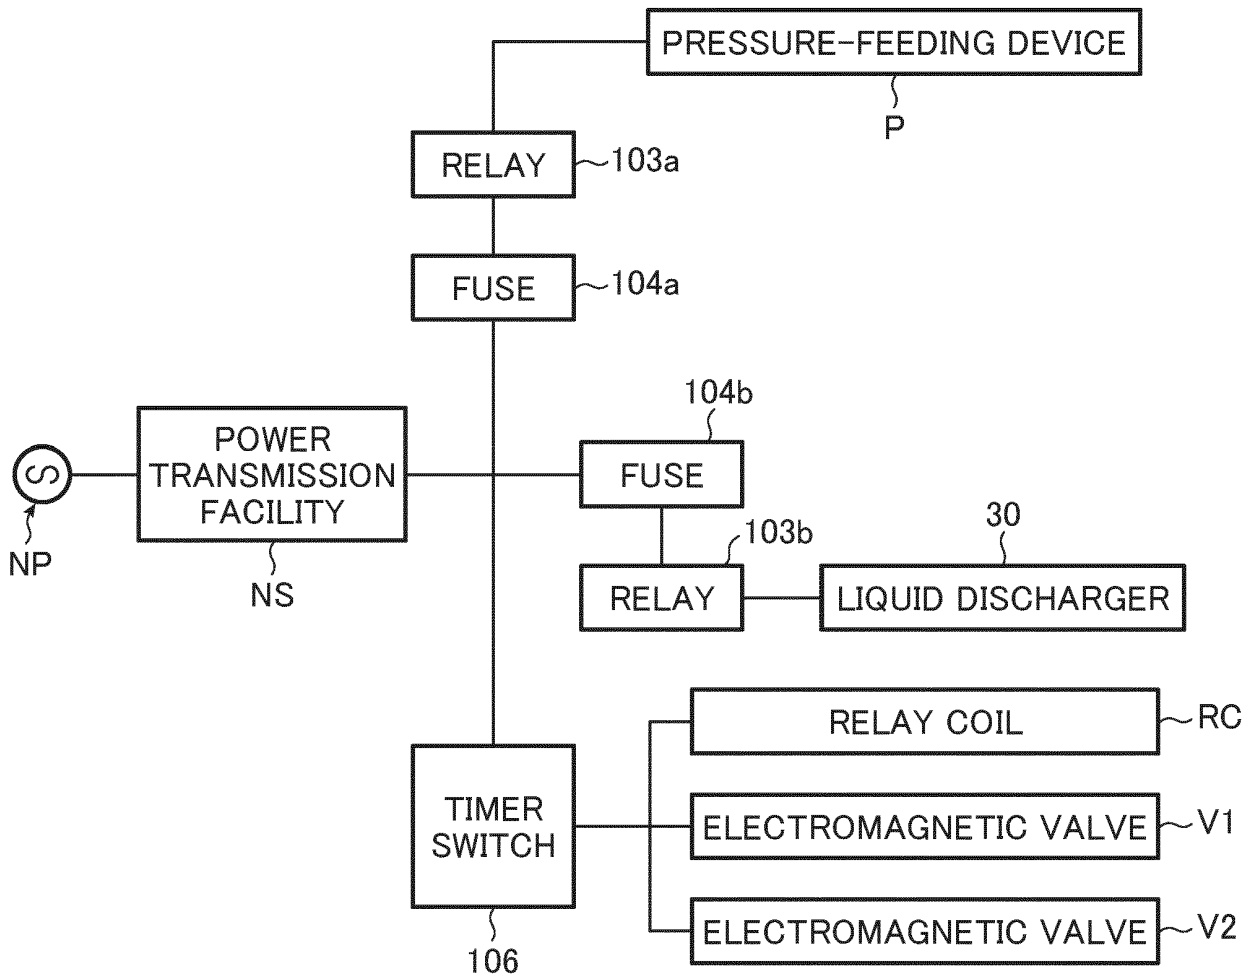 PRESSURE-FEEDING DEVICE
P
RELAY
103a
FUSE
104a
104b
POWER
TRANSMISSION
FACILITY
S
NP
NS
FUSE
103b
30
RELAY
LIQUID DISCHARGER
RELAY COIL
RC
TIMER
SWITCH
ELECTROMAGNETIC VALVE
V1
ELECTROMAGNETIC VALVE
V2
106